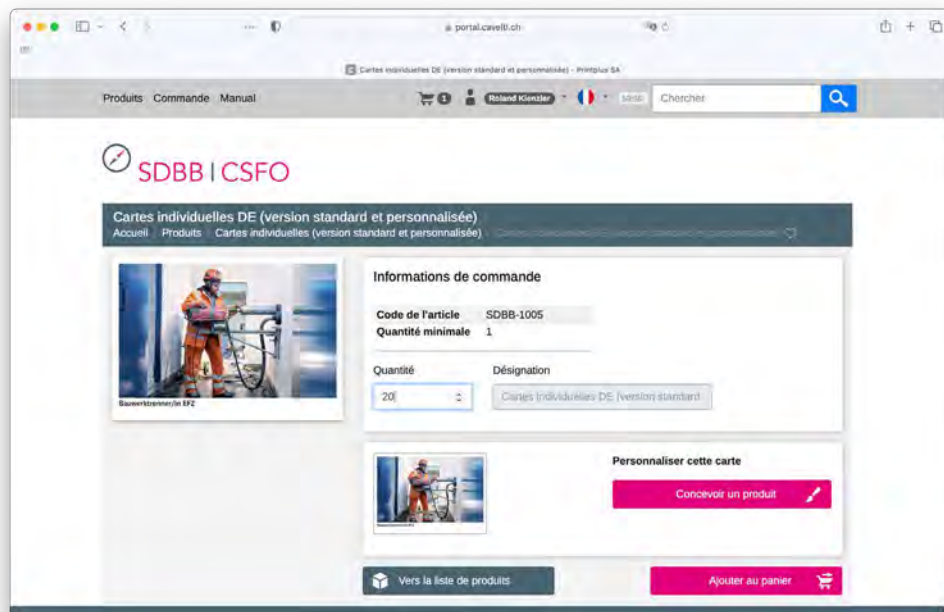 portal.cavelti.ch
Cartes individuelles DE (version standard et personnalisée) – Printplus SA
Produits Commande Manual
1
Roland Kienzler
Chercher
SDBB | CSFO
Cartes individuelles DE (version standard et personnalisée)
Accueil Produits Cartes individuelles (version standard et personnalisée)
Informations de commande
Code de l'article SDBB-1005
Quantité minimale 1
Quantité Désignation
20 Cartes individuelles DE (version standard
Bauwerktrenner/in EFZ
Personnaliser cette carte
Concevoir un produit
Vers la liste de produits
Ajouter au panier